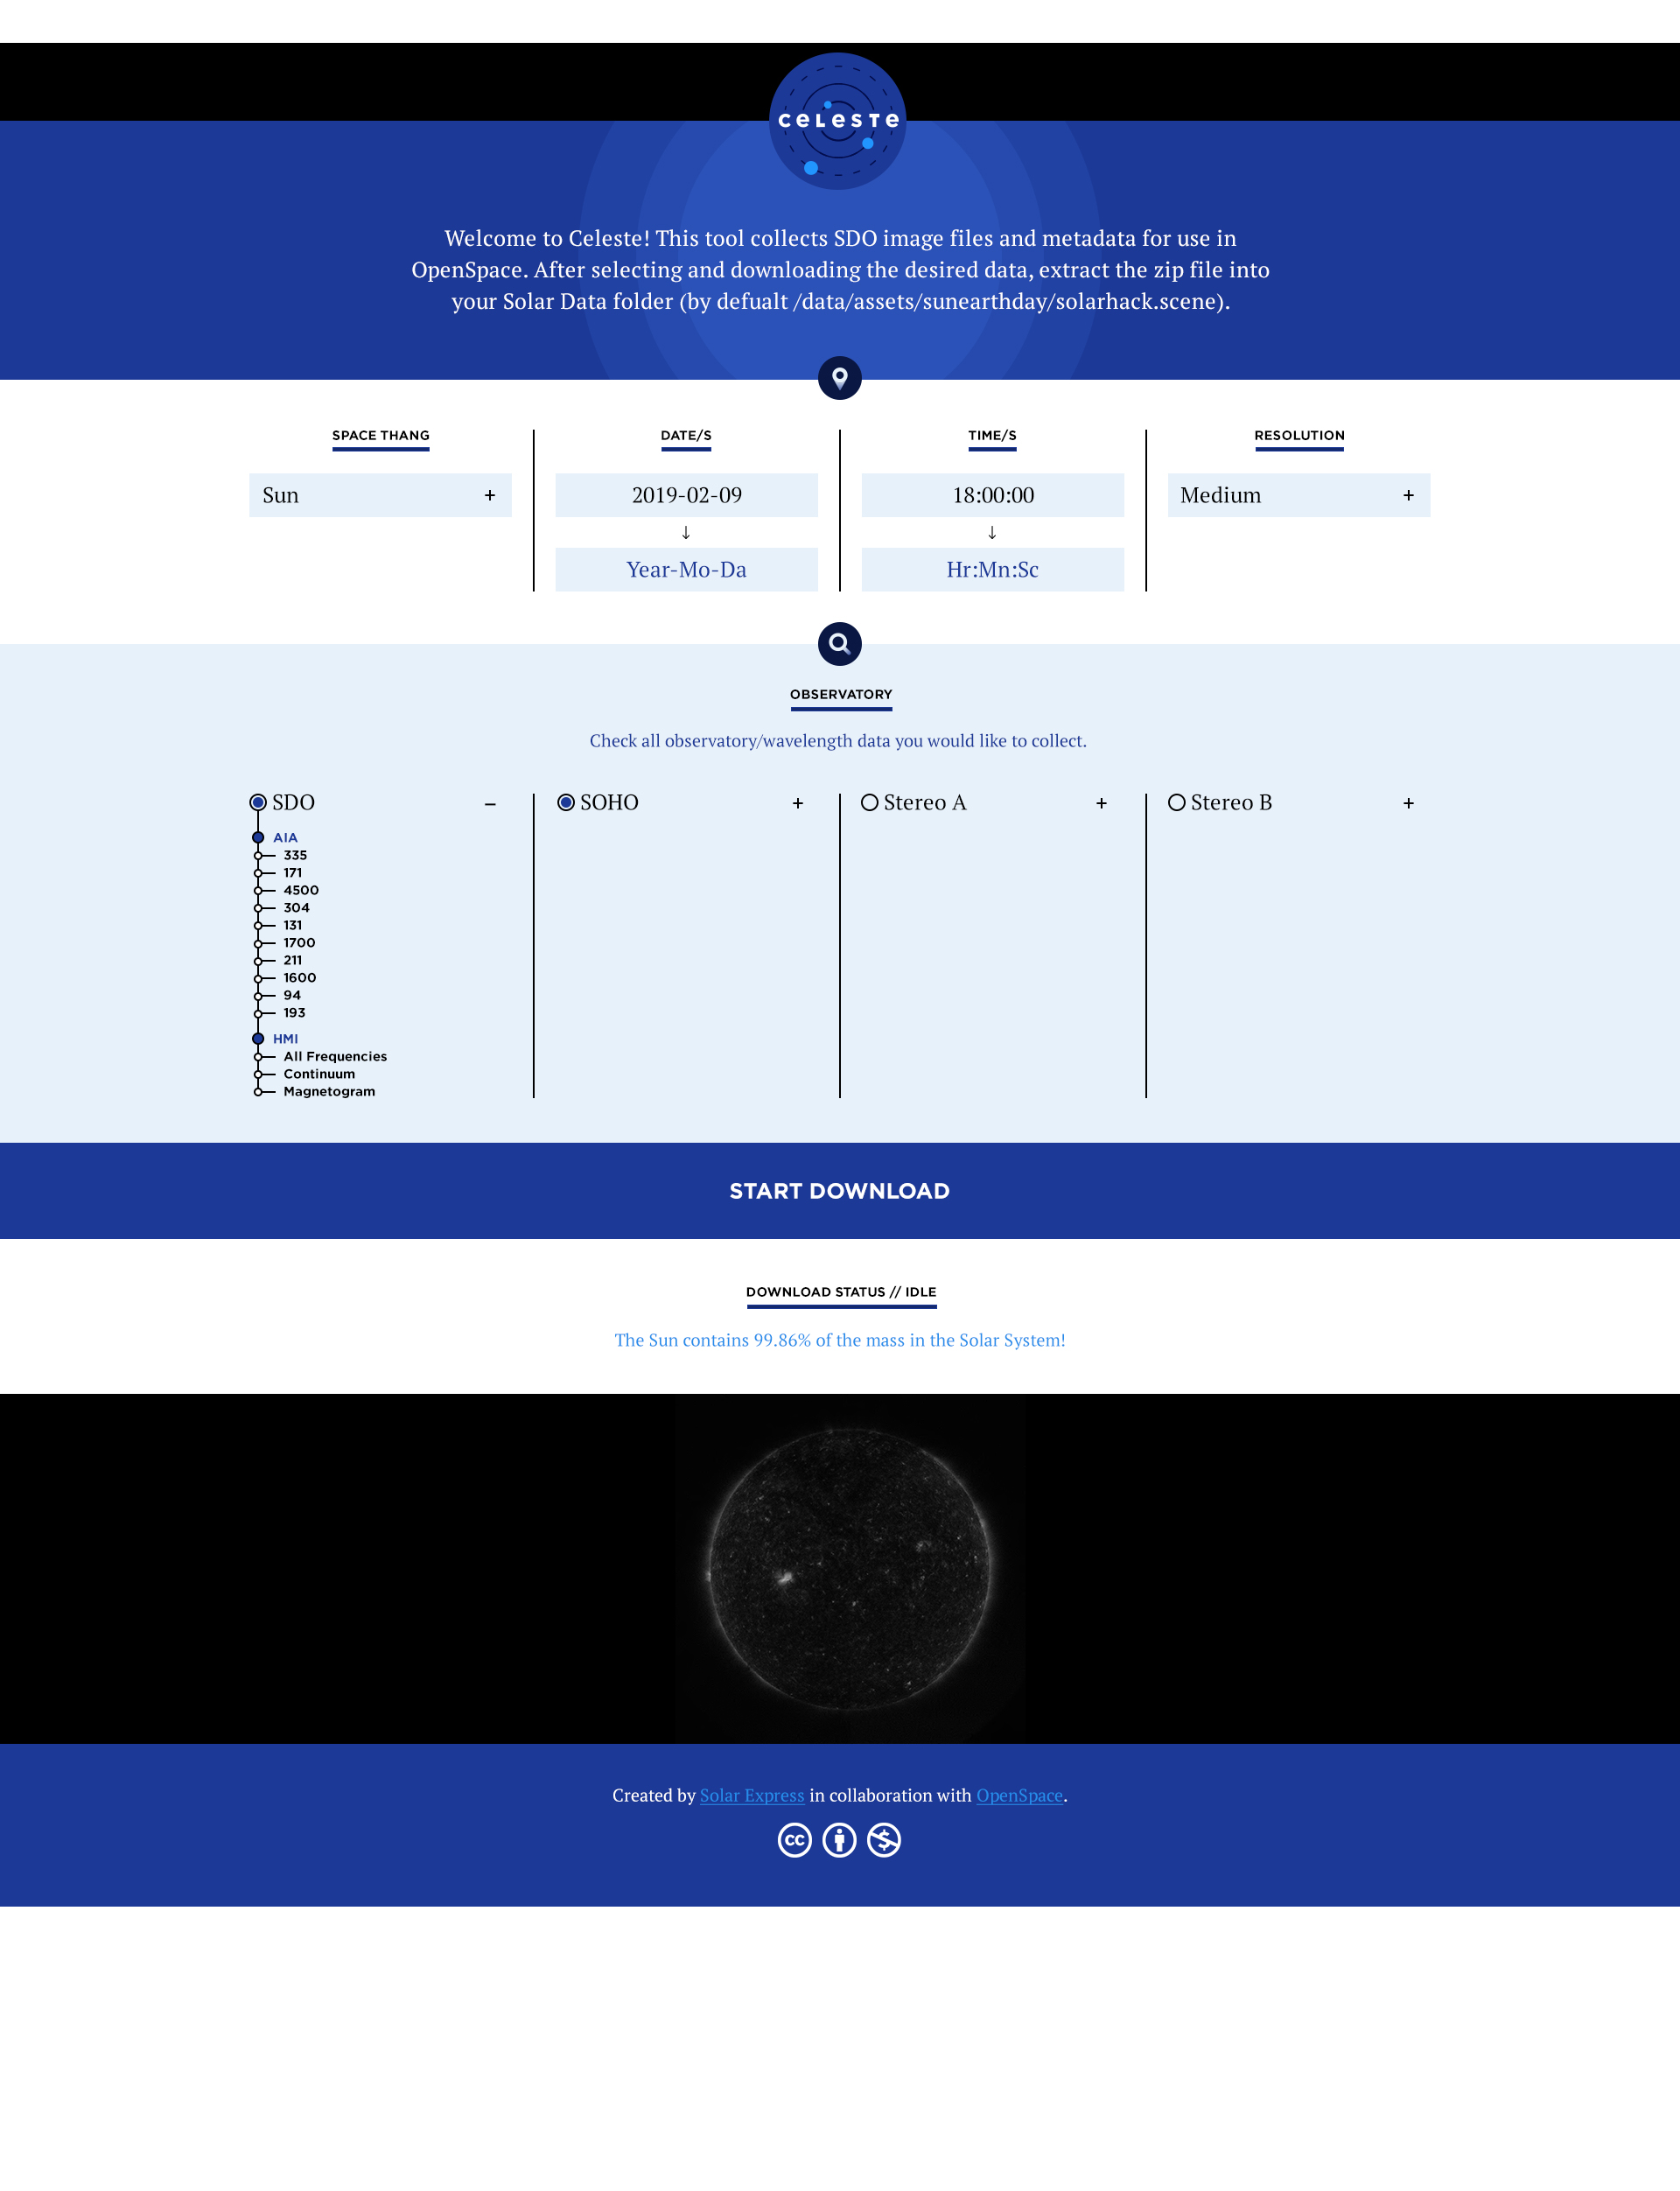 celeste
Welcome to Celeste! This tool collects SDO image files and metadata for use in
OpenSpace. After selecting and downloading the desired data, extract the zip file into
your Solar Data folder (by defualt /data/assets/sunearthday/solarhack.scene).
SPACE THANG
Sun +
DATE/S
2019-02-09
↓
Year-Mo-Da
TIME/S
18:00:00
↓
Hr:Mn:Sc
RESOLUTION
Medium +
OBSERVATORY
Check all observatory/wavelength data you would like to collect.
SDO –
AIA
335
171
4500
304
131
1700
211
1600
94
193
HMI
All Frequencies
Continuum
Magnetogram
SOHO +
Stereo A +
Stereo B +
START DOWNLOAD
DOWNLOAD STATUS // IDLE
The Sun contains 99.86% of the mass in the Solar System!
Created by Solar Express in collaboration with OpenSpace.
cc $